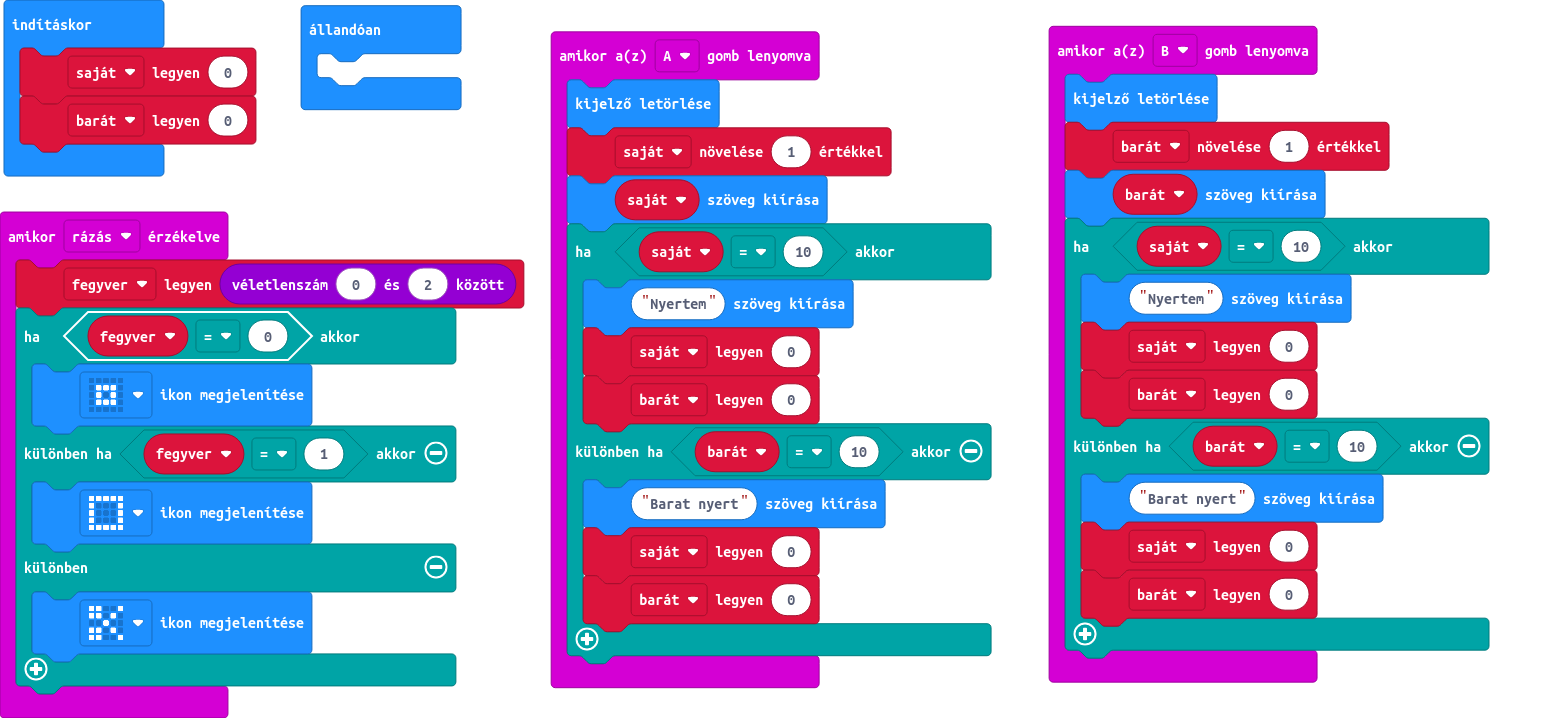 indításkor
saját legyen 0
barát legyen 0
állandóan
amikor rázás érzékelve
fegyver legyen véletlenszám 0 és 2 között
ha fegyver = 0 akkor
ikon megjelenítése
különben ha fegyver = 1 akkor
ikon megjelenítése
különben
ikon megjelenítése
amikor a(z) A gomb lenyomva
kijelző letörlése
saját növelése 1 értékkel
saját szöveg kiírása
ha saját = 10 akkor
"Nyertem" szöveg kiírása
saját legyen 0
barát legyen 0
különben ha barát = 10 akkor
"Barat nyert" szöveg kiírása
saját legyen 0
barát legyen 0
amikor a(z) B gomb lenyomva
kijelző letörlése
barát növelése 1 értékkel
barát szöveg kiírása
ha saját = 10 akkor
"Nyertem" szöveg kiírása
saját legyen 0
barát legyen 0
különben ha barát = 10 akkor
"Barat nyert" szöveg kiírása
saját legyen 0
barát legyen 0